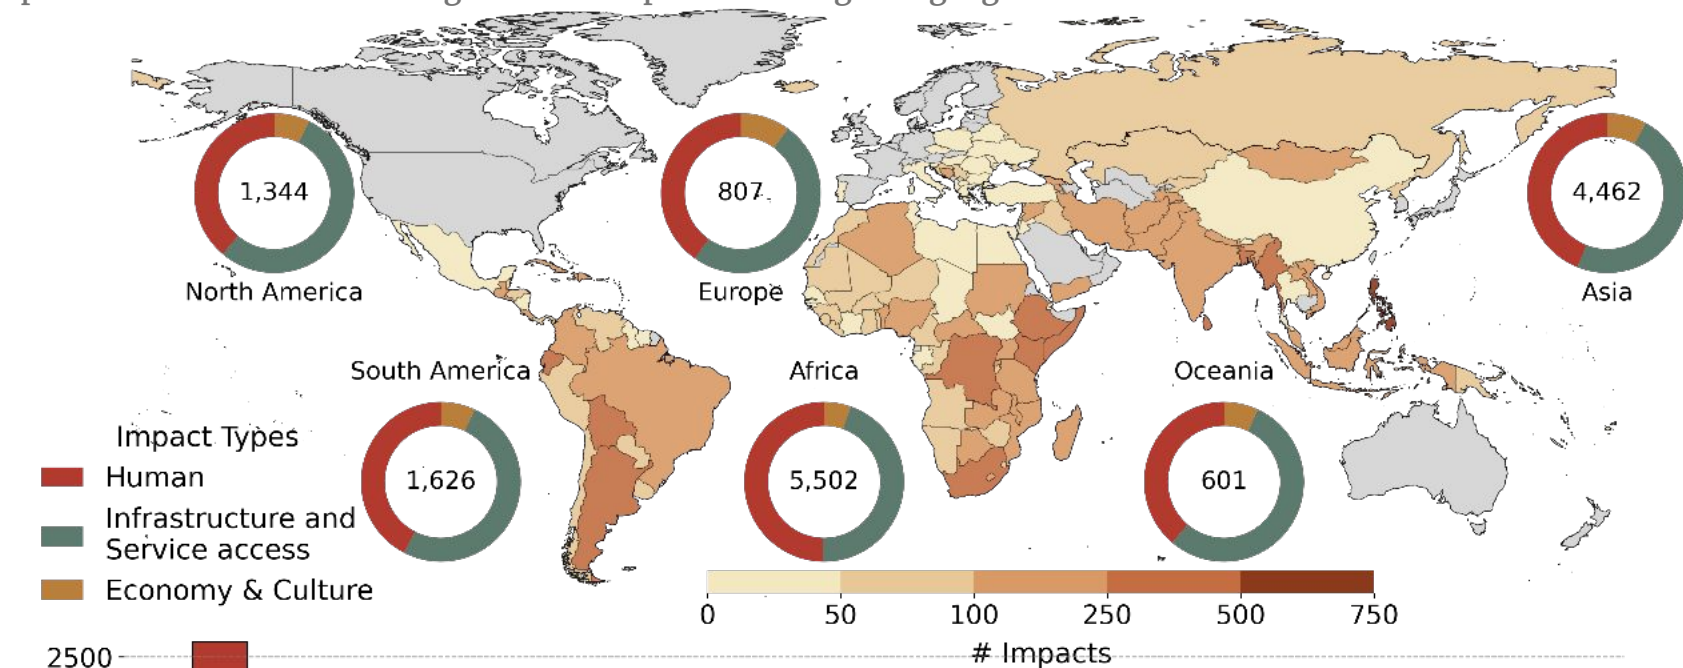 1,344
North America
807
Europe
4,462
Asia
South America
1,626
Africa
5,502
Oceania
601
Impact Types
Human
Infrastructure and
Service access
Economy & Culture
0 50 100 250 500 750
# Impacts
2500